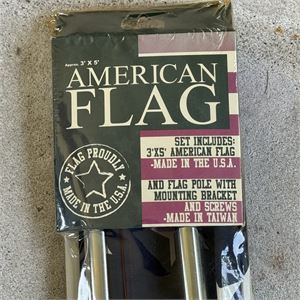 Approx. 3' X 5'
AMERICAN
FLAG
SET INCLUDES:
3'X5' AMERICAN FLAG
-MADE IN THE U.S.A.
FLAG PROUDLY
MADE IN THE U.S.A.
AND FLAG POLE WITH
MOUNTING BRACKET
AND SCREWS
-MADE IN TAIWAN